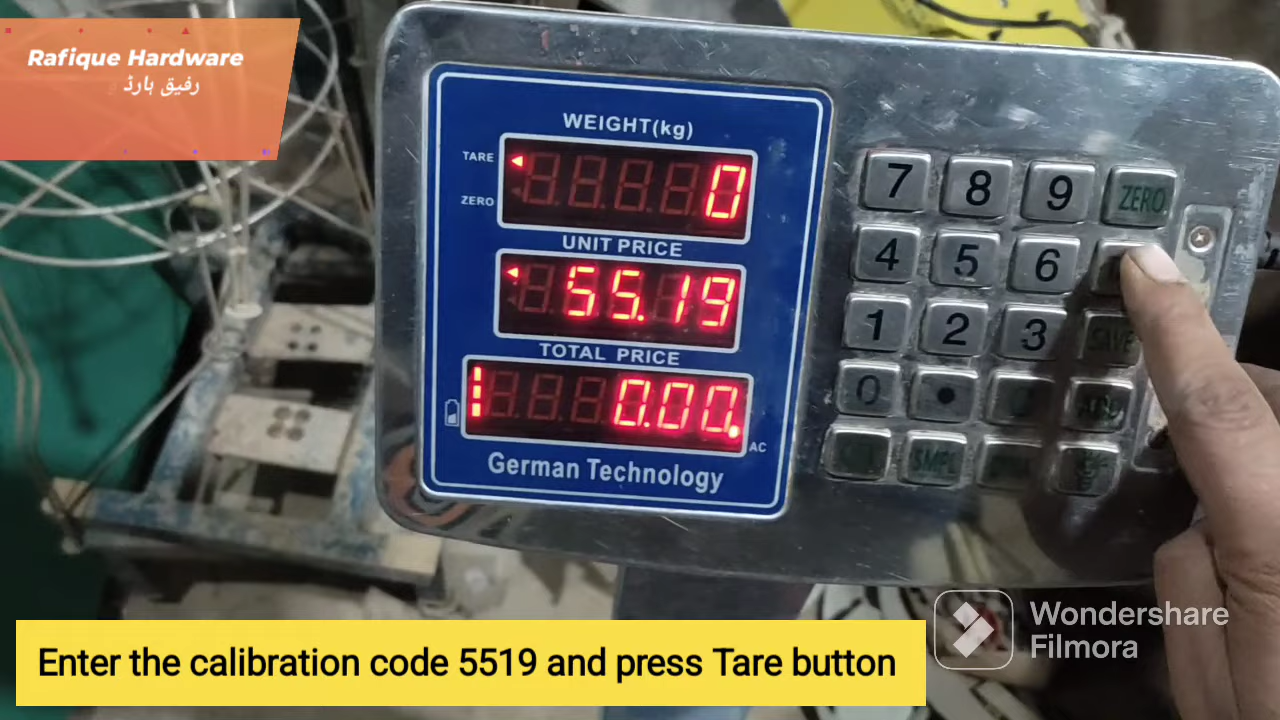 Rafique Hardware
رفیق ہارڈ
WEIGHT(kg)
TARE
ZERO
0
UNIT PRICE
55.19
TOTAL PRICE
0.00.
AC
German Technology
7 8 9 ZERO
4 5 6
1 2 3 SAVE
0 •
SMPL
Enter the calibration code 5519 and press Tare button
Wondershare
Filmora